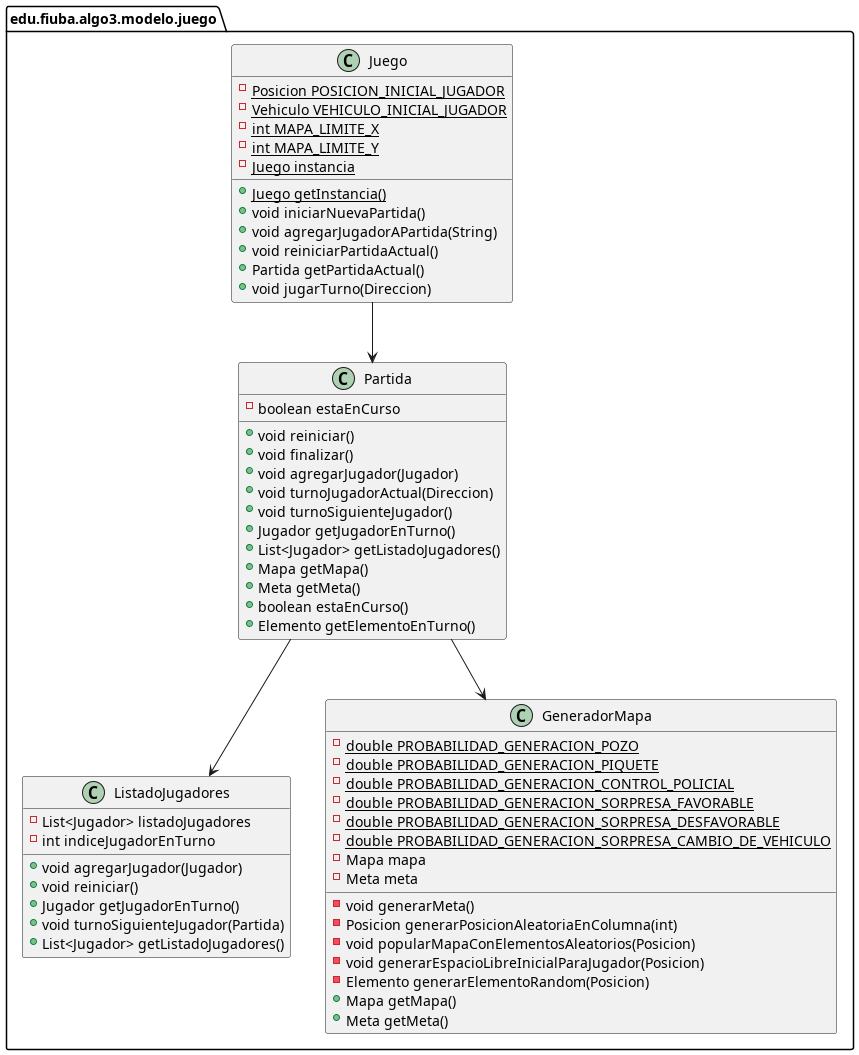 edu.fiuba.algo3.modelo.juego
C Juego
Posicion POSICION_INICIAL_JUGADOR
Vehiculo VEHICULO_INICIAL_JUGADOR
int MAPA_LIMITE_X
int MAPA_LIMITE_Y
Juego instancia
Juego getInstancia()
void iniciarNuevaPartida()
void agregarJugadorAPartida(String)
void reiniciarPartidaActual()
Partida getPartidaActual()
void jugarTurno(Direccion)
C Partida
boolean estaEnCurso
void reiniciar()
void finalizar()
void agregarJugador(Jugador)
void turnoJugadorActual(Direccion)
void turnoSiguienteJugador()
Jugador getJugadorEnTurno()
List<Jugador> getListadoJugadores()
Mapa getMapa()
Meta getMeta()
boolean estaEnCurso()
Elemento getElementoEnTurno()
C ListadoJugadores
List<Jugador> listadoJugadores
int indiceJugadorEnTurno
void agregarJugador(Jugador)
void reiniciar()
Jugador getJugadorEnTurno()
void turnoSiguienteJugador(Partida)
List<Jugador> getListadoJugadores()
C GeneradorMapa
double PROBABILIDAD_GENERACION_POZO
double PROBABILIDAD_GENERACION_PIQUETE
double PROBABILIDAD_GENERACION_CONTROL_POLICIAL
double PROBABILIDAD_GENERACION_SORPRESA_FAVORABLE
double PROBABILIDAD_GENERACION_SORPRESA_DESFAVORABLE
double PROBABILIDAD_GENERACION_SORPRESA_CAMBIO_DE_VEHICULO
Mapa mapa
Meta meta
void generarMeta()
Posicion generarPosicionAleatoriaEnColumna(int)
void popularMapaConElementosAleatorios(Posicion)
void generarEspacioLibreInicialParaJugador(Posicion)
Elemento generarElementoRandom(Posicion)
Mapa getMapa()
Meta getMeta()